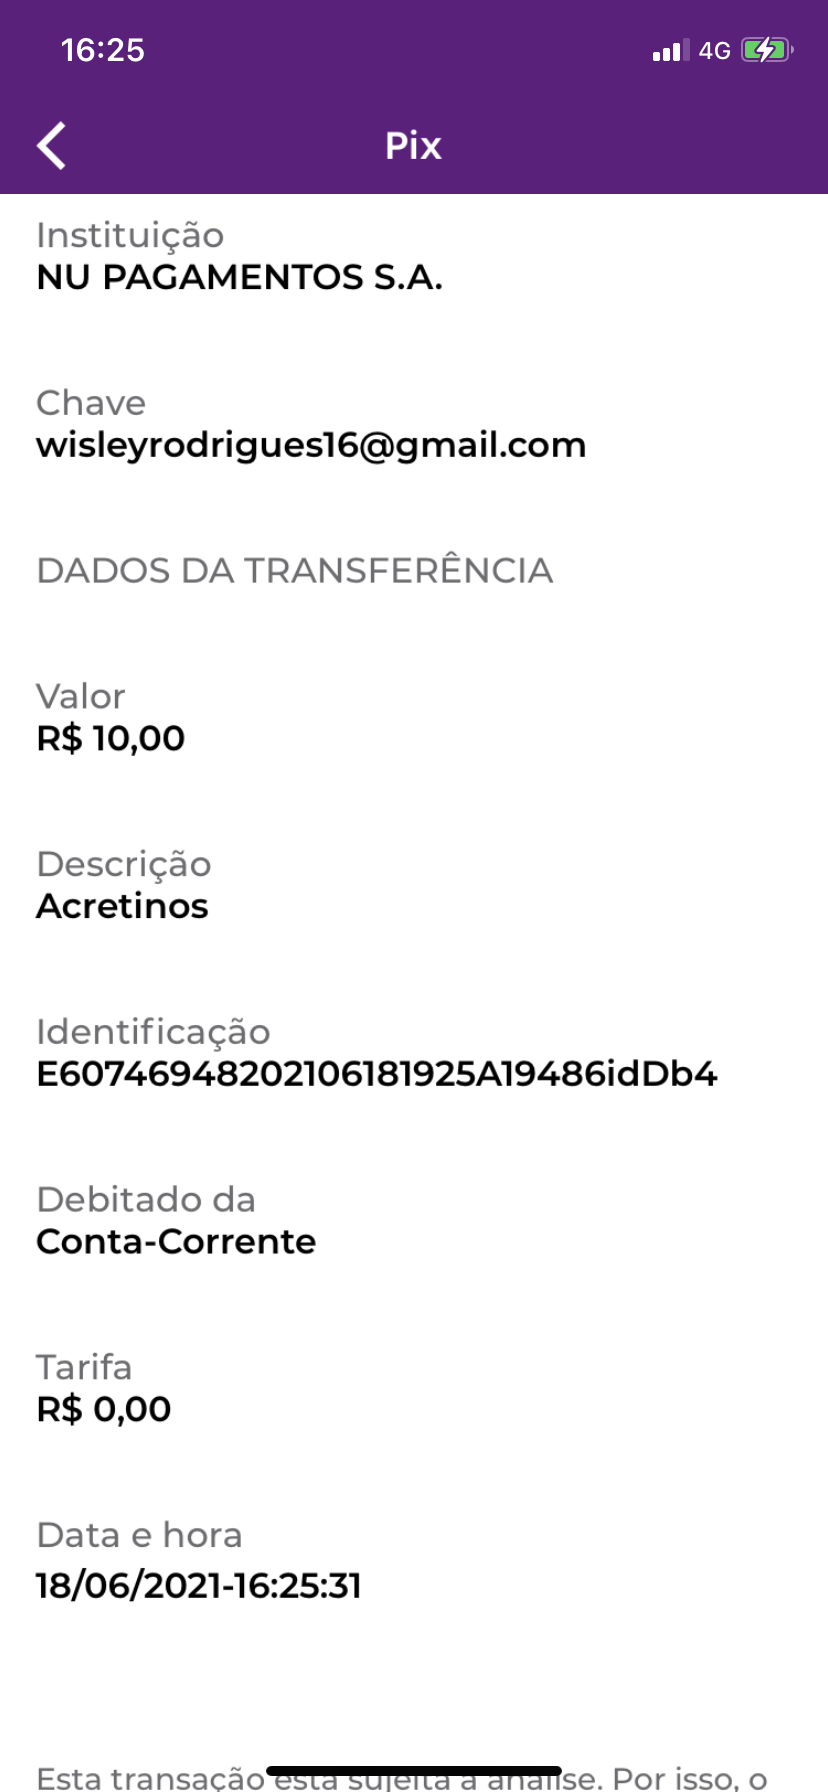 16:25
4G
Pix
Instituição
NU PAGAMENTOS S.A.
Chave
wisleyrodrigues16@gmail.com
DADOS DA TRANSFERÊNCIA
Valor
R$ 10,00
Descrição
Acretinos
Identificação
E60746948202106181925A19486idDb4
Debitado da
Conta-Corrente
Tarifa
R$ 0,00
Data e hora
18/06/2021-16:25:31
Esta transação está sujeita a análise. Por isso, o